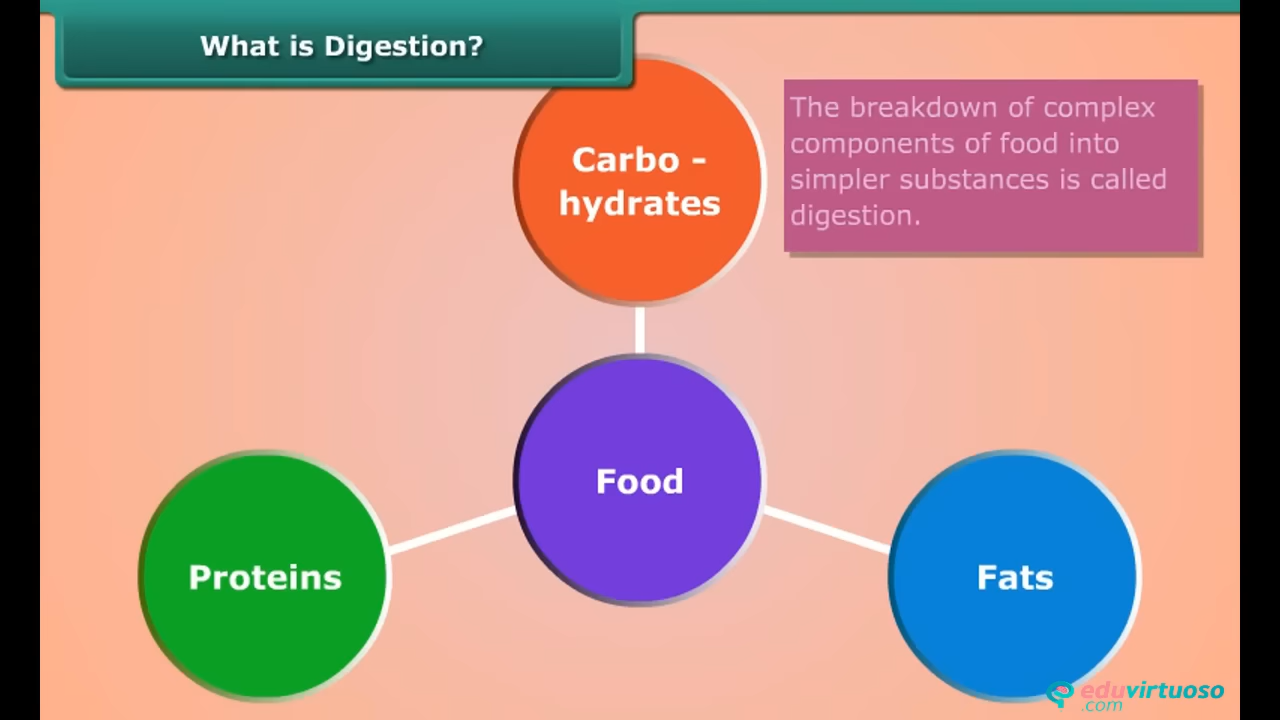 What is Digestion?
Carbo -
hydrates
The breakdown of complex
components of food into
simpler substances is called
digestion.
Food
Proteins
Fats
eduvirtuoso
.com